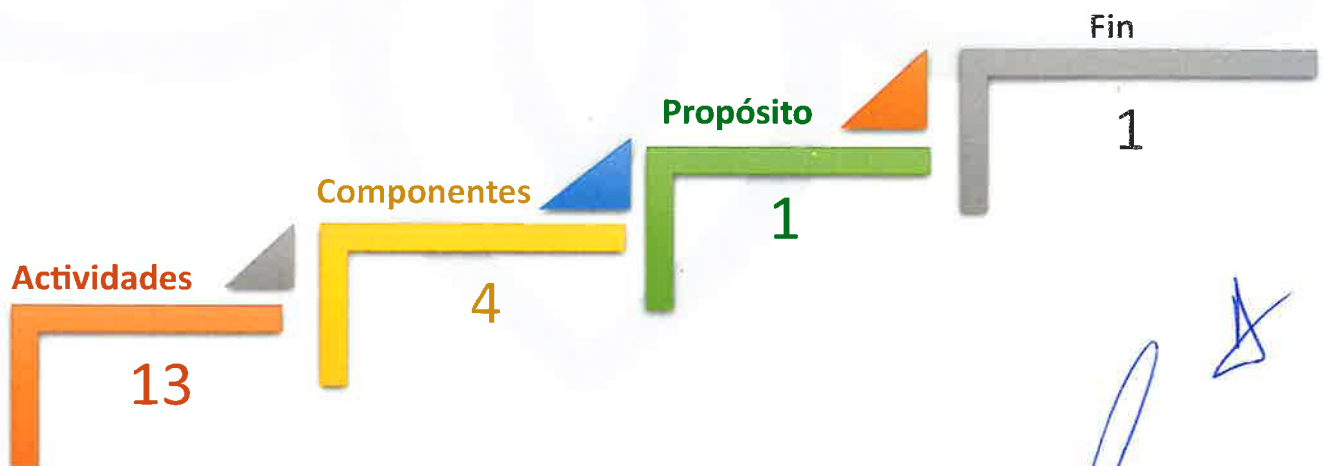 Fin
1
Propósito
1
Componentes
4
Actividades
13